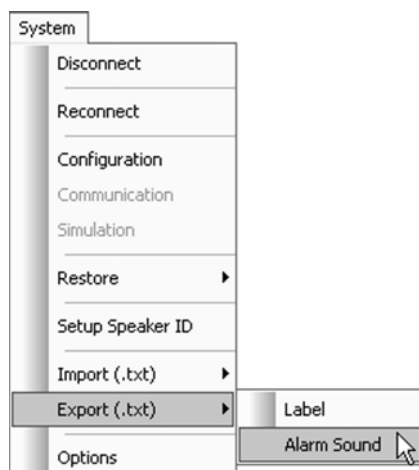 System
Disconnect
Reconnect
Configuration
Communication
Simulation
Restore
Setup Speaker ID
Import (.txt)
Export (.txt)
Label
Alarm Sound
Options